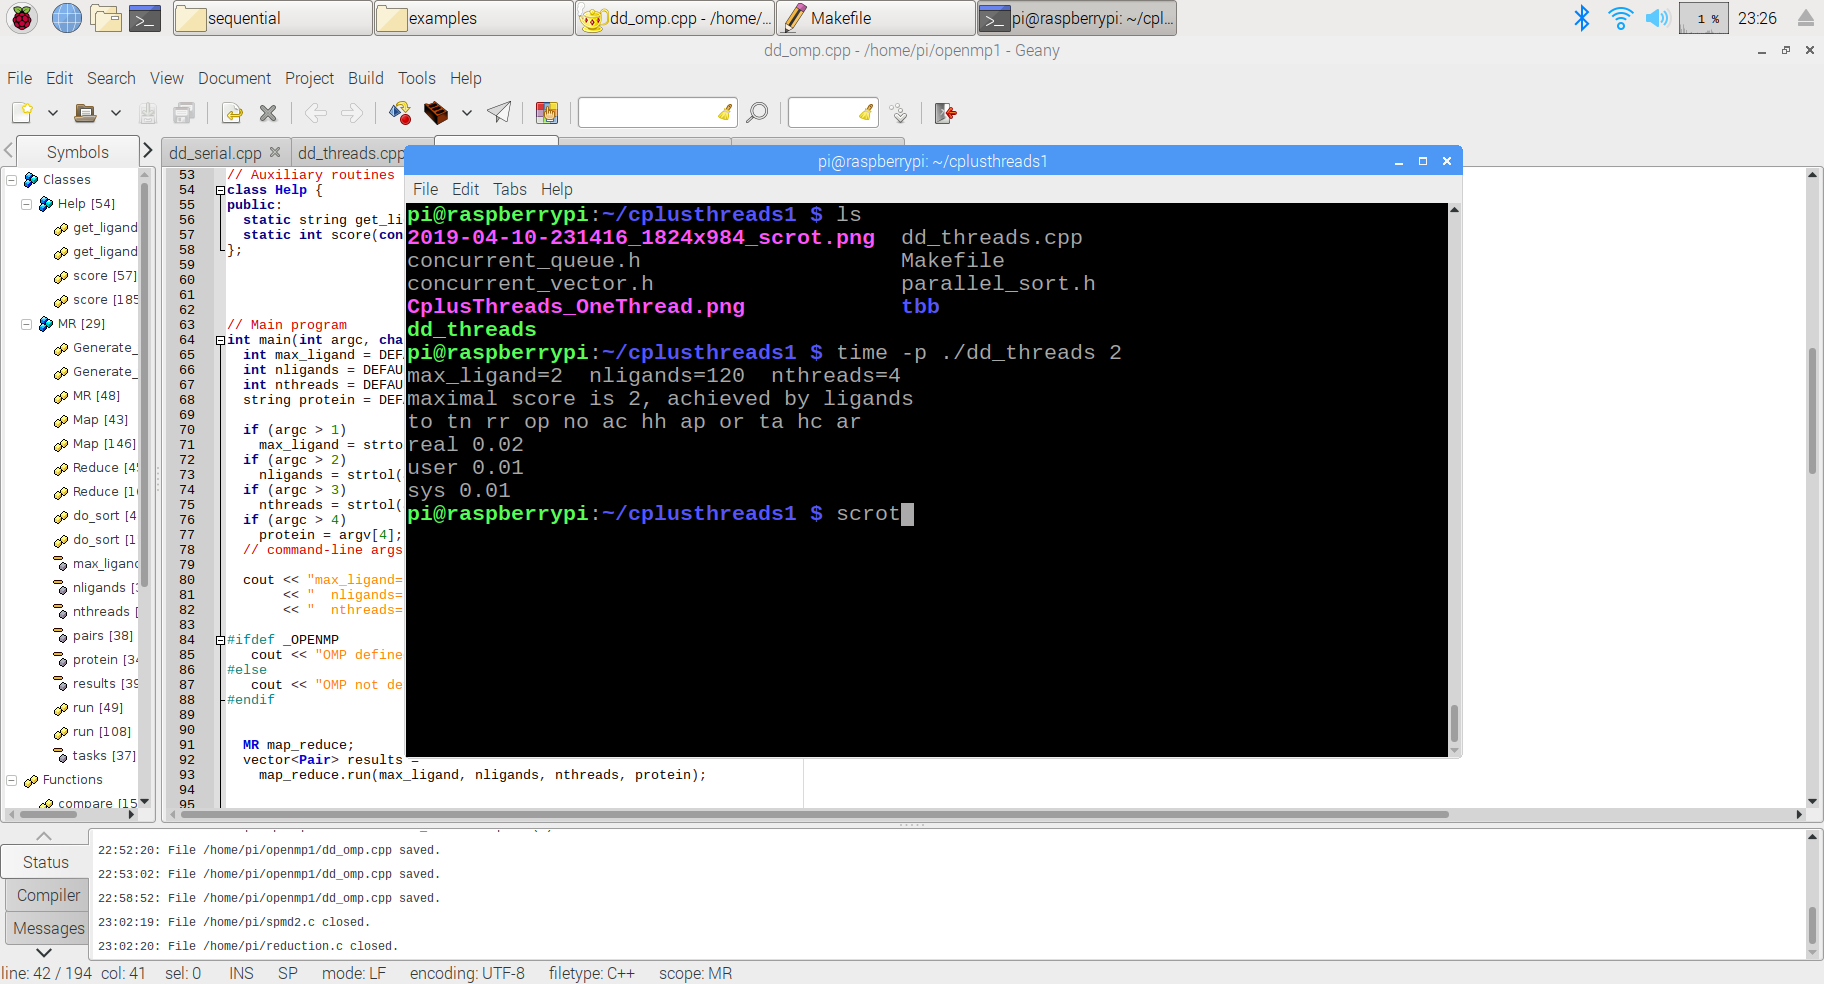 sequential
examples
dd_omp.cpp - /home/...
Makefile
pi@raspberrypi: ~/cpl...
1 %
23:26
dd_omp.cpp - /home/pi/openmp1 - Geany
File Edit Search View Document Project Build Tools Help
Symbols
dd_serial.cpp
dd_threads.cpp
Classes
Help [54]
get_ligand
get_ligand
score [57]
score [185
MR [29]
Generate_
Generate_
MR [48]
Map [43]
Map [146]
Reduce [45
Reduce [16
do_sort [4
do_sort [1
max_ligand
nligands [3
nthreads [
pairs [38]
protein [34
results [39
run [49]
run [108]
tasks [37]
Functions
compare [15
53 // Auxiliary routines
54 class Help {
55 public:
56 static string get_li
57 static int score(con
58 };
59
60
61
62
63 // Main program
64 int main(int argc, cha
65 int max_ligand = DEFA
66 int nligands = DEFAU
67 int nthreads = DEFAU
68 string protein = DEF
69
70 if (argc > 1)
71 max_ligand = strto
72 if (argc > 2)
73 nligands = strtol(
74 if (argc > 3)
75 nthreads = strtol(
76 if (argc > 4)
77 protein = argv[4];
78 // command-line args
79
80 cout << "max_ligand=
81 << "  nligands=
82 << "  nthreads=
83
84 #ifdef _OPENMP
85 cout << "OMP define
86 #else
87 cout << "OMP not de
88 #endif
89
90
91 MR map_reduce;
92 vector<Pair> results =
93 map_reduce.run(max_ligand, nligands, nthreads, protein);
94
95
pi@raspberrypi: ~/cplusthreads1
File Edit Tabs Help
pi@raspberrypi:~/cplusthreads1 $ ls
2019-04-10-231416_1824x984_scrot.png  dd_threads.cpp
concurrent_queue.h  Makefile
concurrent_vector.h  parallel_sort.h
CplusThreads_OneThread.png  tbb
dd_threads
pi@raspberrypi:~/cplusthreads1 $ time -p ./dd_threads 2
max_ligand=2  nligands=120  nthreads=4
maximal score is 2, achieved by ligands
to tn rr op no ac hh ap or ta hc ar
real 0.02
user 0.01
sys 0.01
pi@raspberrypi:~/cplusthreads1 $ scrot
Status
Compiler
Messages
22:52:20: File /home/pi/openmp1/dd_omp.cpp saved.
22:53:02: File /home/pi/openmp1/dd_omp.cpp saved.
22:58:52: File /home/pi/openmp1/dd_omp.cpp saved.
23:02:19: File /home/pi/spmd2.c closed.
23:02:20: File /home/pi/reduction.c closed.
line: 42 / 194 col: 41 sel: 0 INS SP mode: LF encoding: UTF-8 filetype: C++ scope: MR